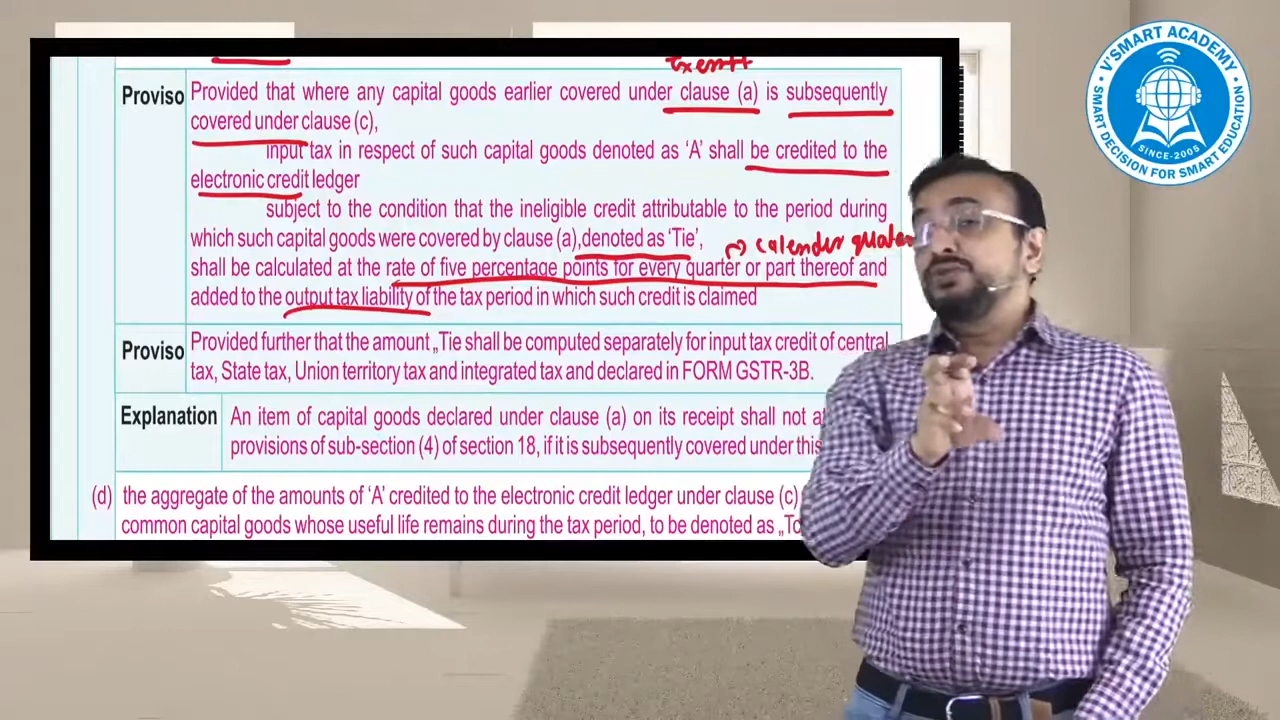 Exempt
Proviso Provided that where any capital goods earlier covered under clause (a) is subsequently
covered under clause (c),
input tax in respect of such capital goods denoted as 'A' shall be credited to the
electronic credit ledger
subject to the condition that the ineligible credit attributable to the period during
which such capital goods were covered by clause (a), denoted as 'Tie',
calender quater
shall be calculated at the rate of five percentage points for every quarter or part thereof and
added to the output tax liability of the tax period in which such credit is claimed
Proviso Provided further that the amount „Tie shall be computed separately for input tax credit of central
tax, State tax, Union territory tax and integrated tax and declared in FORM GSTR-3B.
Explanation An item of capital goods declared under clause (a) on its receipt shall not at
provisions of sub-section (4) of section 18, if it is subsequently covered under this
(d) the aggregate of the amounts of 'A' credited to the electronic credit ledger under clause (c)
common capital goods whose useful life remains during the tax period, to be denoted as „Tc
V'SMART ACADEMY
SINCE-2005
SMART DECISION FOR SMART EDUCATION